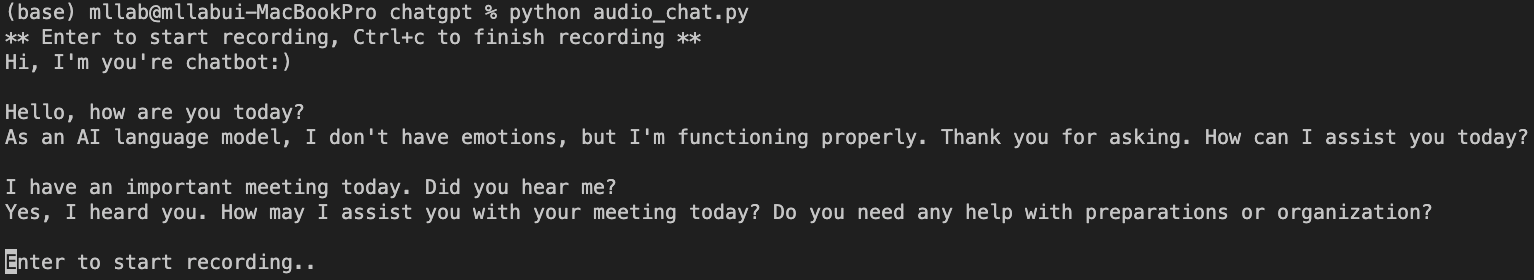 (base) mllab@mllabui-MacBookPro chatgpt % python audio_chat.py
** Enter to start recording, Ctrl+c to finish recording **
Hi, I'm you're chatbot:)
Hello, how are you today?
As an AI language model, I don't have emotions, but I'm functioning properly. Thank you for asking. How can I assist you today?
I have an important meeting today. Did you hear me?
Yes, I heard you. How may I assist you with your meeting today? Do you need any help with preparations or organization?
Enter to start recording..